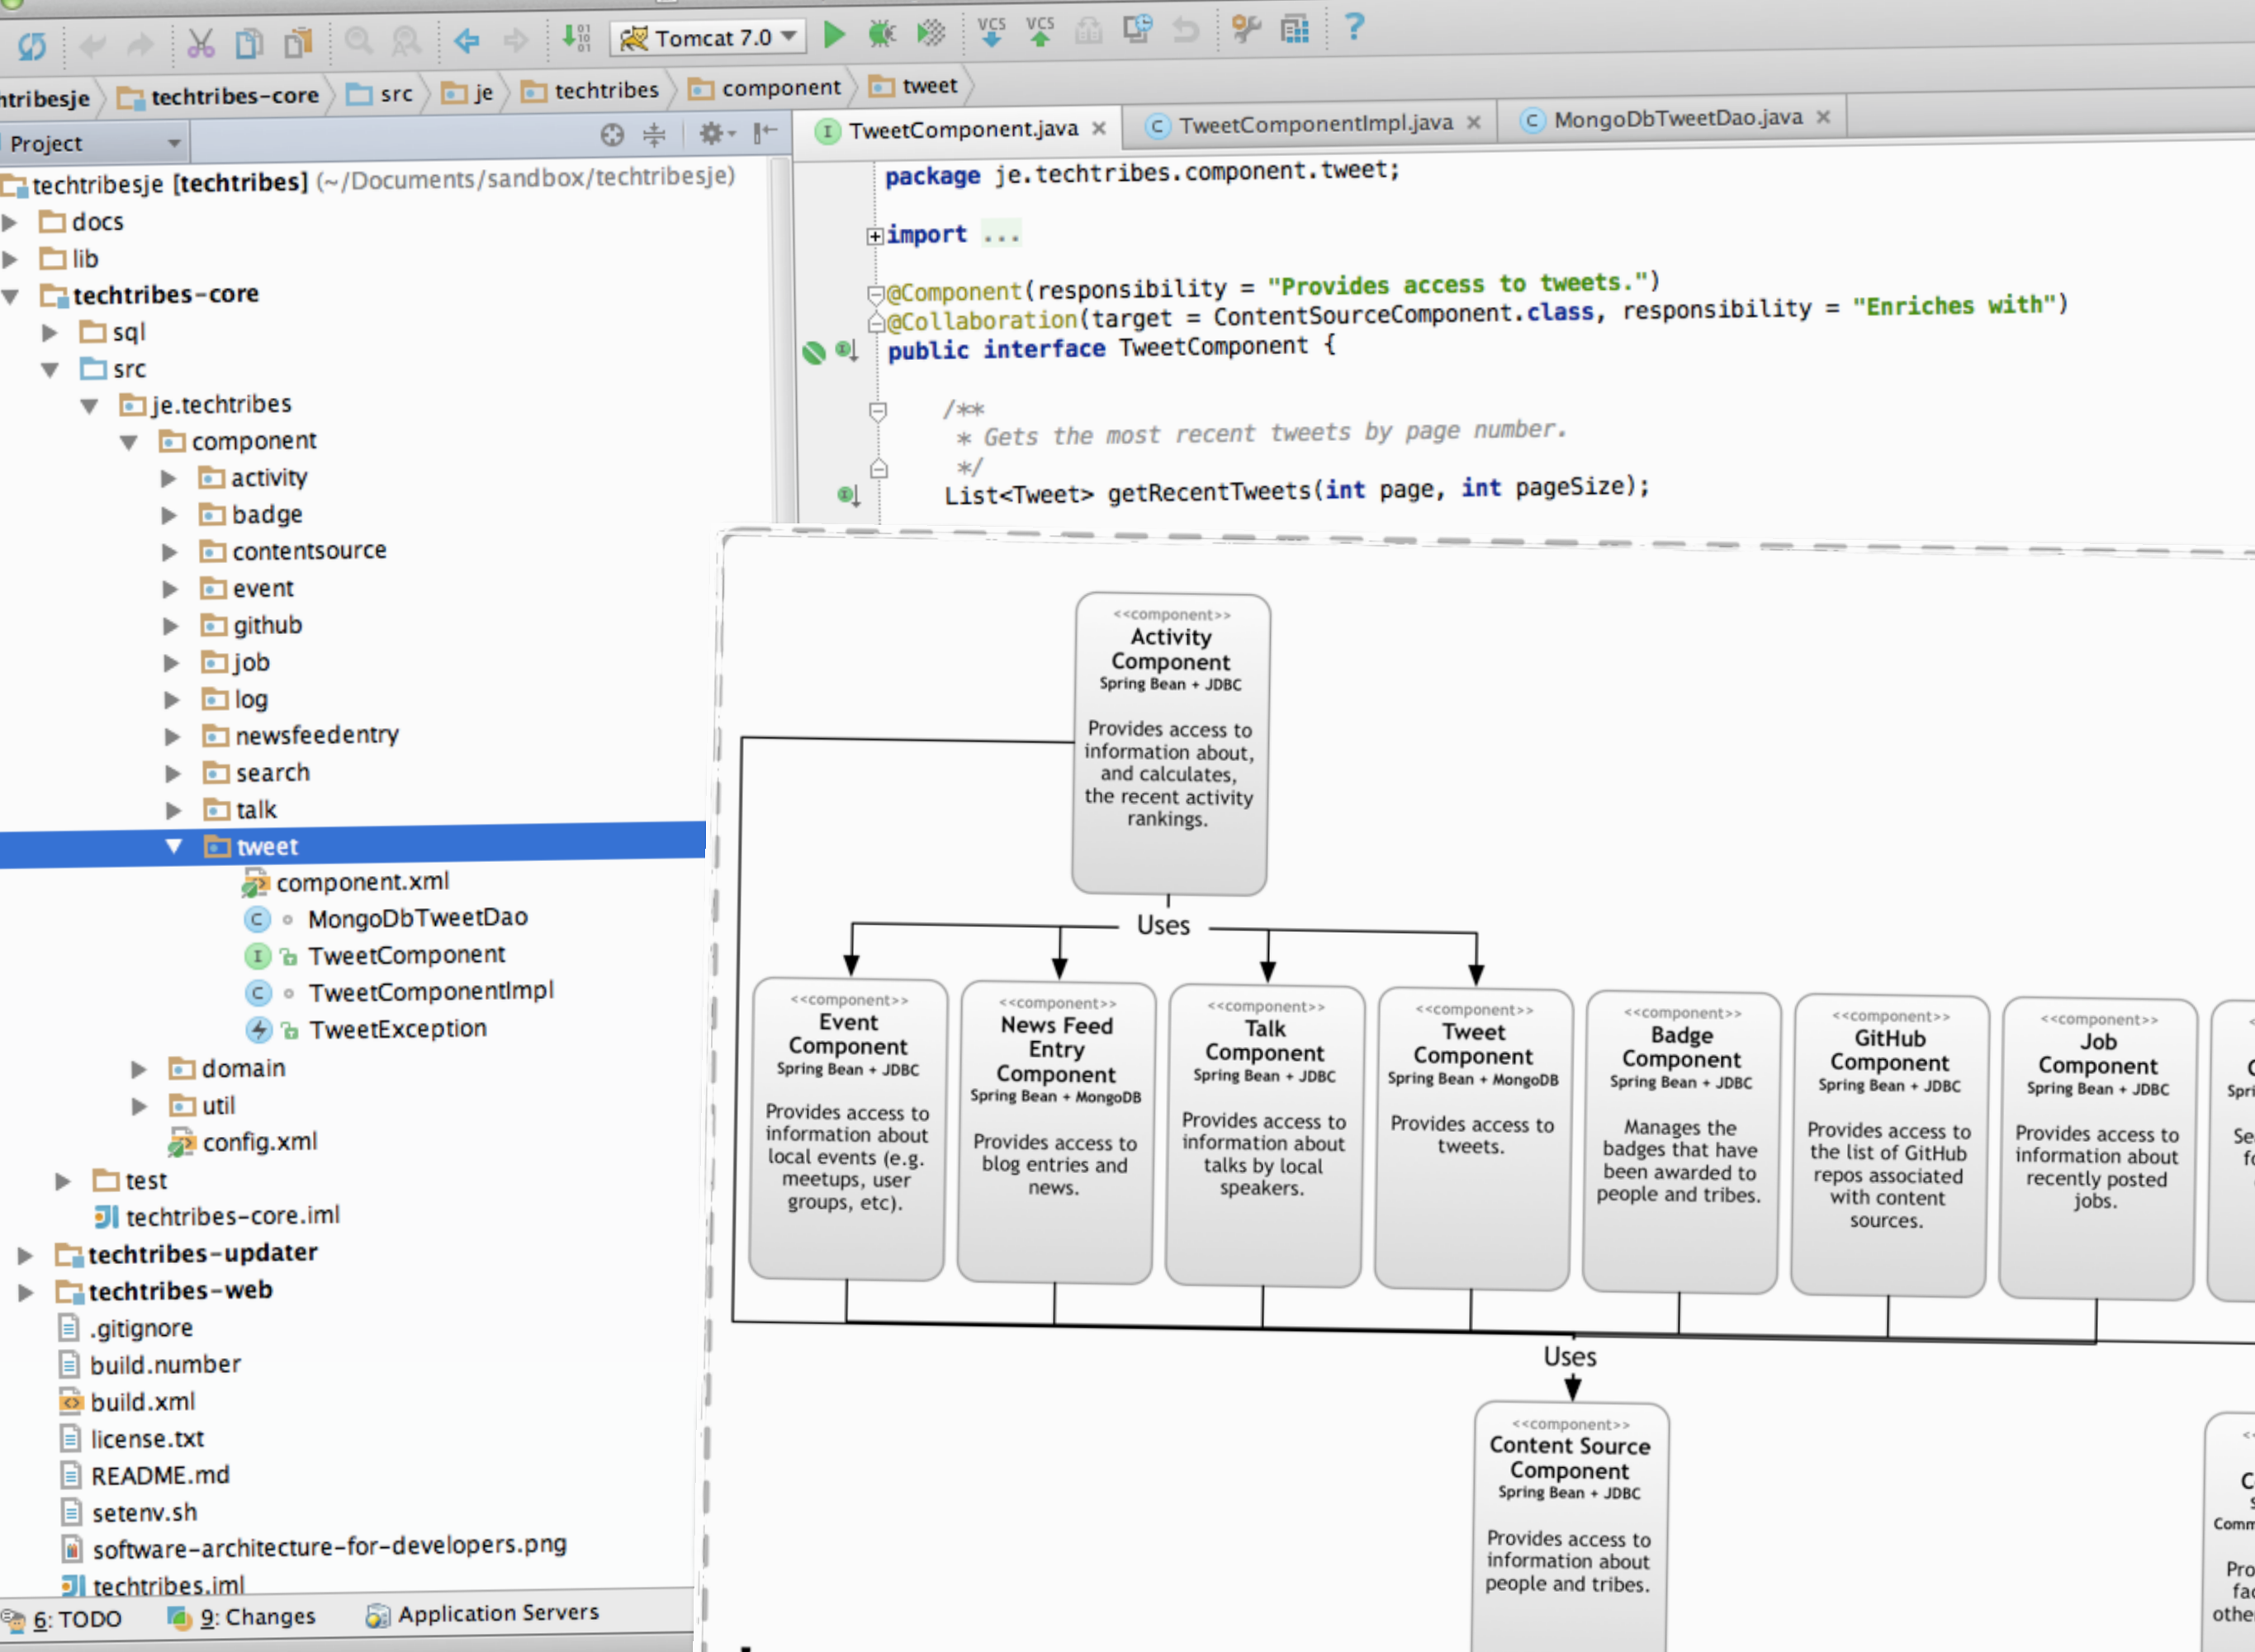 Tomcat 7.0
VCS
VCS
?
techtribes-core
src
je
techtribes
component
tweet
Project
TweetComponent.java
TweetComponentImpl.java
MongoDbTweetDao.java
techtribesje [techtribes] (~/Documents/sandbox/techtribesje)
docs
lib
techtribes-core
sql
src
je.techtribes
component
activity
badge
contentsource
event
github
job
log
newsfeedentry
search
talk
tweet
component.xml
MongoDbTweetDao
TweetComponent
TweetComponentImpl
TweetException
domain
util
config.xml
test
techtribes-core.iml
techtribes-updater
techtribes-web
.gitignore
build.number
build.xml
license.txt
README.md
setenv.sh
software-architecture-for-developers.png
techtribes.iml
6: TODO
9: Changes
Application Servers
package je.techtribes.component.tweet;
import ...
@Component(responsibility = "Provides access to tweets.")
@Collaboration(target = ContentSourceComponent.class, responsibility = "Enriches with")
public interface TweetComponent {
/**
* Gets the most recent tweets by page number.
*/
List<Tweet> getRecentTweets(int page, int pageSize);
<<component>>
Activity
Component
Spring Bean + JDBC
Provides access to
information about,
and calculates,
the recent activity
rankings.
Uses
<<component>>
Event
Component
Spring Bean + JDBC
Provides access to
information about
local events (e.g.
meetups, user
groups, etc).
<<component>>
News Feed
Entry
Component
Spring Bean + MongoDB
Provides access to
blog entries and
news.
<<component>>
Talk
Component
Spring Bean + JDBC
Provides access to
information about
talks by local
speakers.
<<component>>
Tweet
Component
Spring Bean + MongoDB
Provides access to
tweets.
<<component>>
Badge
Component
Spring Bean + JDBC
Manages the
badges that have
been awarded to
people and tribes.
<<component>>
GitHub
Component
Spring Bean + JDBC
Provides access to
the list of GitHub
repos associated
with content
sources.
<<component>>
Job
Component
Spring Bean + JDBC
Provides access to
information about
recently posted
jobs.
Uses
<<component>>
Content Source
Component
Spring Bean + JDBC
Provides access to
information about
people and tribes.